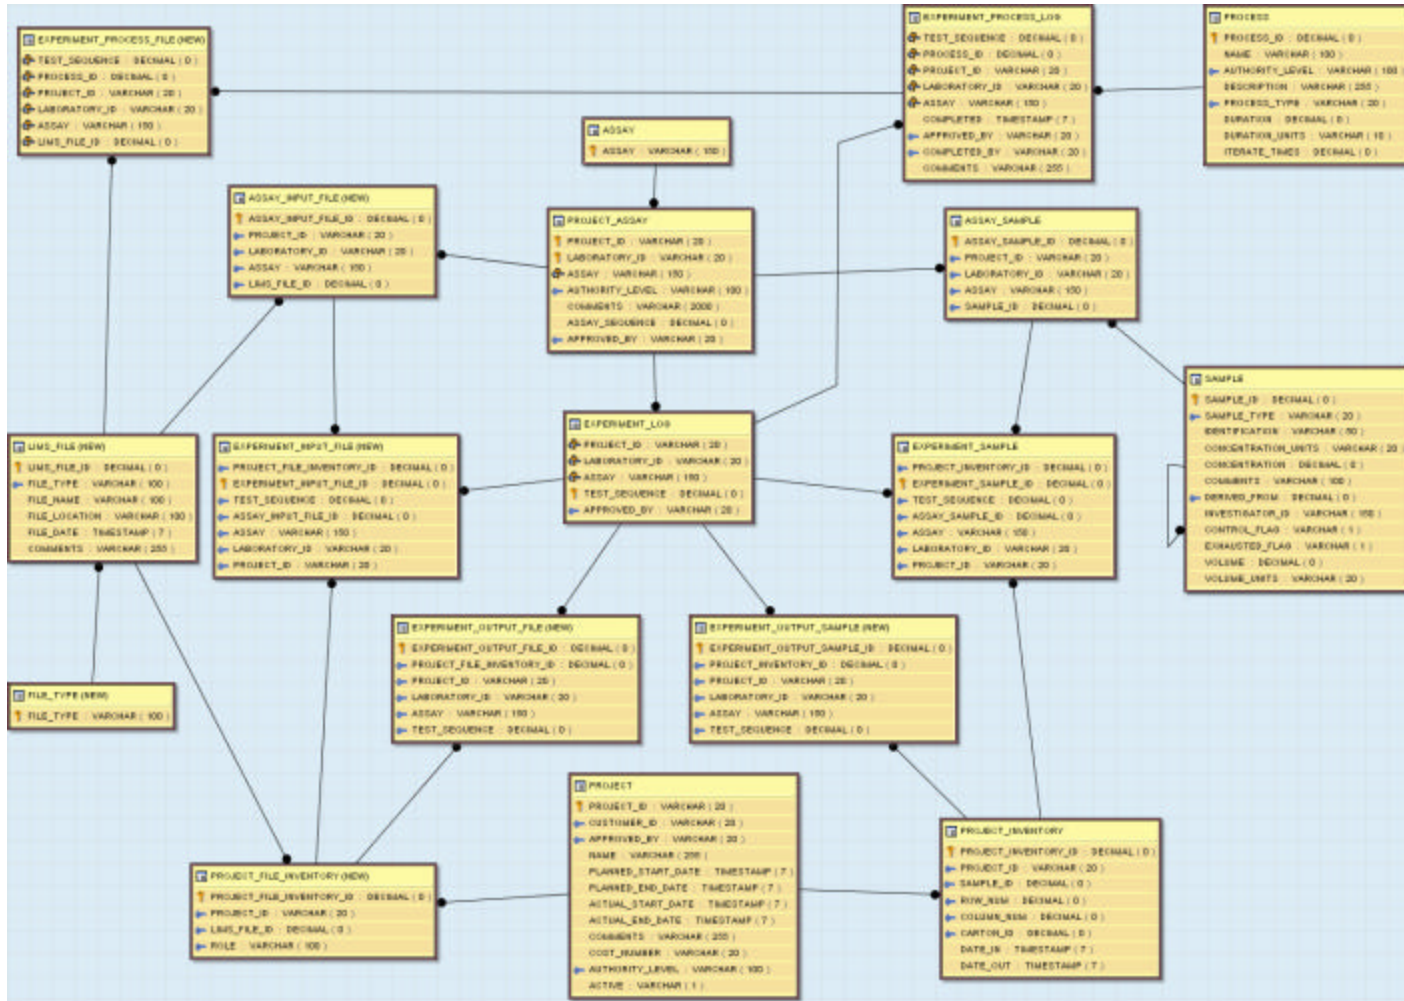 EXPERIMENT_PROCESS_FILE (NEW)
TEST_SEQUENCE : DECIMAL ( 0 )
PROCESS_ID : DECIMAL ( 0 )
PROJECT_ID : VARCHAR ( 20 )
LABORATORY_ID : VARCHAR ( 20 )
ASSAY : VARCHAR ( 150 )
LIMS_FILE_ID : DECIMAL ( 0 )
EXPERIMENT_PROCESS_LOG
TEST_SEQUENCE : DECIMAL ( 0 )
PROCESS_ID : DECIMAL ( 0 )
PROJECT_ID : VARCHAR ( 20 )
LABORATORY_ID : VARCHAR ( 20 )
ASSAY : VARCHAR ( 150 )
COMPLETED : TIMESTAMP ( 7 )
APPROVED_BY : VARCHAR ( 20 )
COMPLETED_BY : VARCHAR ( 20 )
COMMENTS : VARCHAR ( 255 )
PROCESS
PROCESS_ID : DECIMAL ( 0 )
NAME : VARCHAR ( 100 )
AUTHORITY_LEVEL : VARCHAR ( 100 )
DESCRIPTION : VARCHAR ( 255 )
PROCESS_TYPE : VARCHAR ( 20 )
DURATION : DECIMAL ( 0 )
DURATION_UNITS : VARCHAR ( 10 )
ITERATE_TIMES : DECIMAL ( 0 )
ASSAY
ASSAY : VARCHAR ( 150 )
ASSAY_INPUT_FILE (NEW)
ASSAY_INPUT_FILE_ID : DECIMAL ( 0 )
PROJECT_ID : VARCHAR ( 20 )
LABORATORY_ID : VARCHAR ( 20 )
ASSAY : VARCHAR ( 150 )
LIMS_FILE_ID : DECIMAL ( 0 )
PROJECT_ASSAY
PROJECT_ID : VARCHAR ( 20 )
LABORATORY_ID : VARCHAR ( 20 )
ASSAY : VARCHAR ( 150 )
AUTHORITY_LEVEL : VARCHAR ( 100 )
COMMENTS : VARCHAR ( 2000 )
ASSAY_SEQUENCE : DECIMAL ( 0 )
APPROVED_BY : VARCHAR ( 20 )
ASSAY_SAMPLE
ASSAY_SAMPLE_ID : DECIMAL ( 0 )
PROJECT_ID : VARCHAR ( 20 )
LABORATORY_ID : VARCHAR ( 20 )
ASSAY : VARCHAR ( 150 )
SAMPLE_ID : DECIMAL ( 0 )
SAMPLE
SAMPLE_ID : DECIMAL ( 0 )
SAMPLE_TYPE : VARCHAR ( 20 )
IDENTIFICATION : VARCHAR ( 50 )
CONCENTRATION_UNITS : VARCHAR ( 20
CONCENTRATION : DECIMAL ( 0 )
COMMENTS : VARCHAR ( 100 )
DERIVED_FROM : DECIMAL ( 0 )
INVESTIGATOR_ID : VARCHAR ( 150 )
CONTROL_FLAG : VARCHAR ( 1 )
EXHAUSTED_FLAG : VARCHAR ( 1 )
VOLUME : DECIMAL ( 0 )
VOLUME_UNITS : VARCHAR ( 20 )
LIMS_FILE (NEW)
LIMS_FILE_ID : DECIMAL ( 0 )
FILE_TYPE : VARCHAR ( 100 )
FILE_NAME : VARCHAR ( 100 )
FILE_LOCATION : VARCHAR ( 100 )
FILE_DATE : TIMESTAMP ( 7 )
COMMENTS : VARCHAR ( 255 )
EXPERIMENT_INPUT_FILE (NEW)
PROJECT_FILE_INVENTORY_ID : DECIMAL ( 0 )
EXPERIMENT_INPUT_FILE_ID : DECIMAL ( 0 )
TEST_SEQUENCE : DECIMAL ( 0 )
ASSAY_INPUT_FILE_ID : DECIMAL ( 0 )
ASSAY : VARCHAR ( 150 )
LABORATORY_ID : VARCHAR ( 20 )
PROJECT_ID : VARCHAR ( 20 )
EXPERIMENT_LOG
PROJECT_ID : VARCHAR ( 20 )
LABORATORY_ID : VARCHAR ( 20 )
ASSAY : VARCHAR ( 150 )
TEST_SEQUENCE : DECIMAL ( 0 )
APPROVED_BY : VARCHAR ( 20 )
EXPERIMENT_SAMPLE
PROJECT_INVENTORY_ID : DECIMAL ( 0 )
EXPERIMENT_SAMPLE_ID : DECIMAL ( 0 )
TEST_SEQUENCE : DECIMAL ( 0 )
ASSAY_SAMPLE_ID : DECIMAL ( 0 )
ASSAY : VARCHAR ( 150 )
LABORATORY_ID : VARCHAR ( 20 )
PROJECT_ID : VARCHAR ( 20 )
EXPERIMENT_OUTPUT_FILE (NEW)
EXPERIMENT_OUTPUT_FILE_ID : DECIMAL ( 0 )
PROJECT_FILE_INVENTORY_ID : DECIMAL ( 0 )
PROJECT_ID : VARCHAR ( 20 )
LABORATORY_ID : VARCHAR ( 20 )
ASSAY : VARCHAR ( 150 )
TEST_SEQUENCE : DECIMAL ( 0 )
EXPERIMENT_OUTPUT_SAMPLE (NEW)
EXPERIMENT_OUTPUT_SAMPLE_ID : DECIMAL ( 0 )
PROJECT_INVENTORY_ID : DECIMAL ( 0 )
PROJECT_ID : VARCHAR ( 20 )
LABORATORY_ID : VARCHAR ( 20 )
ASSAY : VARCHAR ( 150 )
TEST_SEQUENCE : DECIMAL ( 0 )
FILE_TYPE (NEW)
FILE_TYPE : VARCHAR ( 100 )
PROJECT
PROJECT_ID : VARCHAR ( 20 )
CUSTOMER_ID : VARCHAR ( 20 )
APPROVED_BY : VARCHAR ( 20 )
NAME : VARCHAR ( 255 )
PLANNED_START_DATE : TIMESTAMP ( 7 )
PLANNED_END_DATE : TIMESTAMP ( 7 )
ACTUAL_START_DATE : TIMESTAMP ( 7 )
ACTUAL_END_DATE : TIMESTAMP ( 7 )
COMMENTS : VARCHAR ( 255 )
COST_NUMBER : VARCHAR ( 20 )
AUTHORITY_LEVEL : VARCHAR ( 100 )
ACTIVE : VARCHAR ( 1 )
PROJECT_FILE_INVENTORY (NEW)
PROJECT_FILE_INVENTORY_ID : DECIMAL ( 0 )
PROJECT_ID : VARCHAR ( 20 )
LIMS_FILE_ID : DECIMAL ( 0 )
ROLE : VARCHAR ( 100 )
PROJECT_INVENTORY
PROJECT_INVENTORY_ID : DECIMAL ( 0 )
PROJECT_ID : VARCHAR ( 20 )
SAMPLE_ID : DECIMAL ( 0 )
ROW_NUM : DECIMAL ( 0 )
COLUMN_NUM : DECIMAL ( 0 )
CARTON_ID : DECIMAL ( 0 )
DATE_IN : TIMESTAMP ( 7 )
DATE_OUT : TIMESTAMP ( 7 )